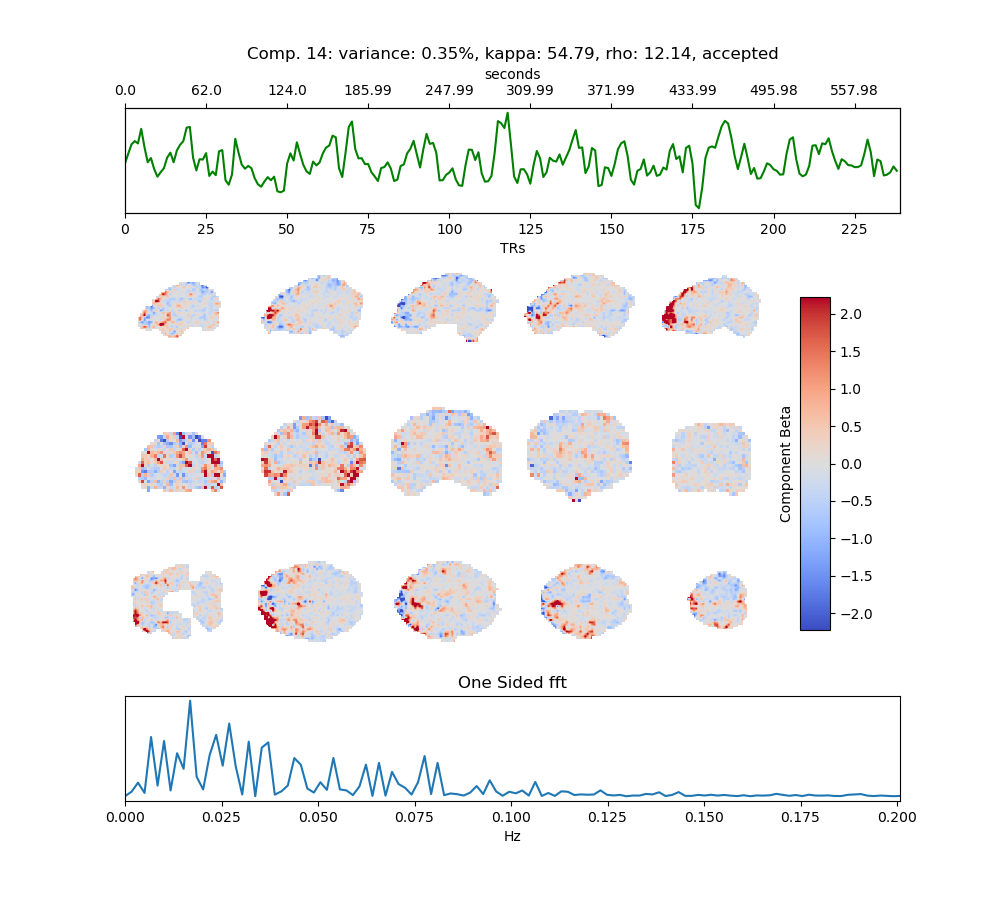 Comp. 14: variance: 0.35%, kappa: 54.79, rho: 12.14, accepted
seconds
0.0 62.0 124.0 185.99 247.99 309.99 371.99 433.99 495.98 557.98
0 25 50 75 100 125 150 175 200 225
TRs
2.0
1.5
1.0
0.5
0.0
−0.5
−1.0
−1.5
−2.0
Component Beta
One Sided fft
0.000 0.025 0.050 0.075 0.100 0.125 0.150 0.175 0.200
Hz